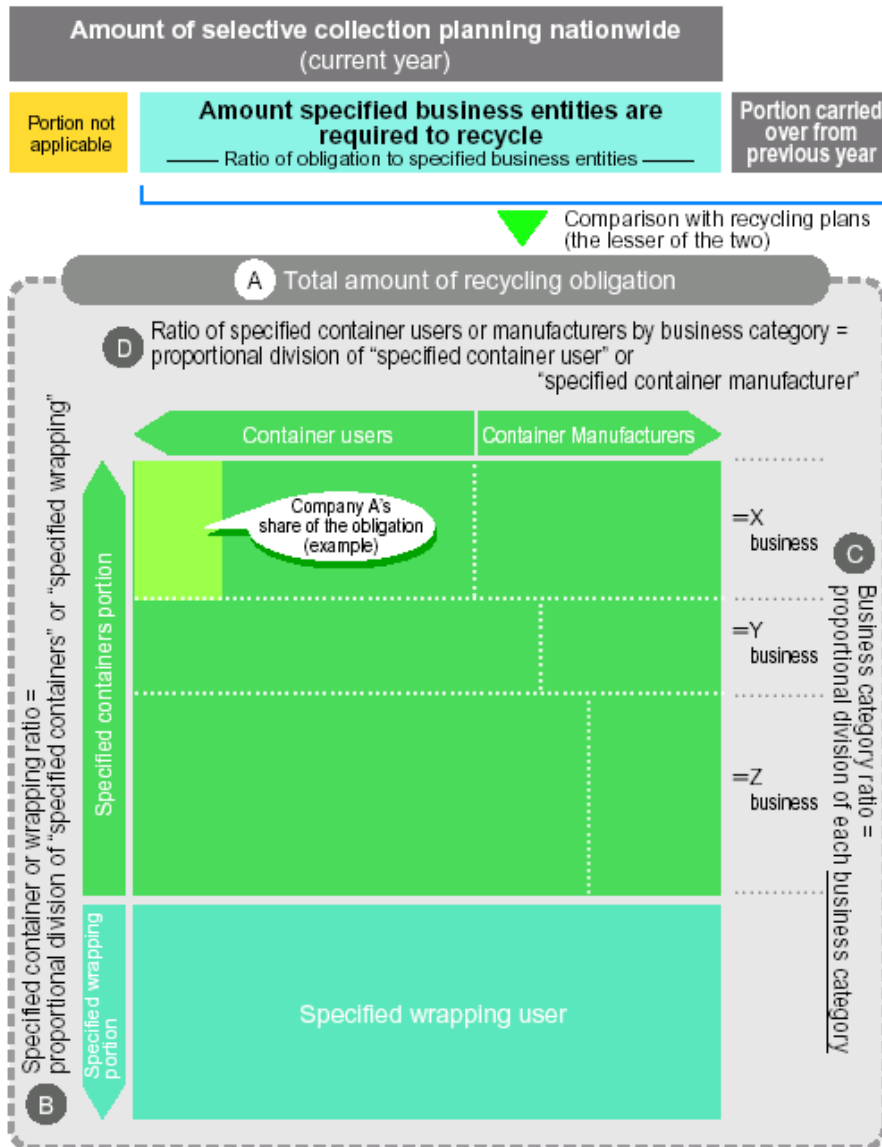 Amount of selective collection planning nationwide
(current year)
Portion not
applicable
Amount specified business entities are
required to recycle
Ratio of obligation to specified business entities
Portion carried
over from
previous year
Comparison with recycling plans
(the lesser of the two)
A Total amount of recycling obligation
D Ratio of specified container users or manufacturers by business category =
proportional division of “specified container user” or
“specified container manufacturer”
Container users
Container Manufacturers
Company A's
share of the obligation
(example)
=X
business
=Y
business
=Z
business
C Business category ratio =
proportional division of each business category
Specified containers portion
Specified wrapping
portion
Specified wrapping user
B Specified container or wrapping ratio =
proportional division of “specified containers” or “specified wrapping”